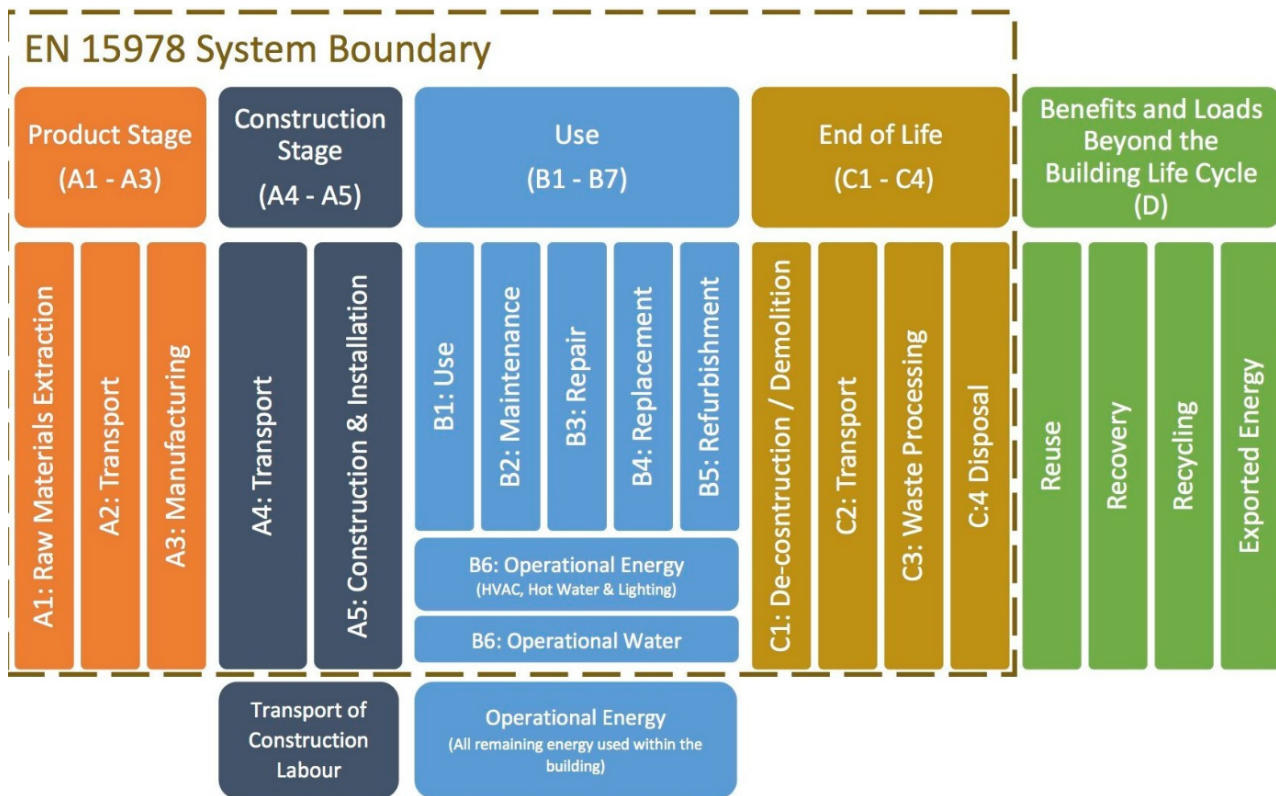 EN 15978 System Boundary
Product Stage
(A1 - A3)
Construction
Stage
(A4 - A5)
Use
(B1 - B7)
End of Life
(C1 - C4)
Benefits and Loads
Beyond the
Building Life Cycle
(D)
A1: Raw Materials Extraction
A2: Transport
A3: Manufacturing
A4: Transport
A5: Construction & Installation
B1: Use
B2: Maintenance
B3: Repair
B4: Replacement
B5: Refurbishment
B6: Operational Energy
(HVAC, Hot Water & Lighting)
B6: Operational Water
C1: De-cosntruction / Demolition
C2: Transport
C3: Waste Processing
C:4 Disposal
Reuse
Recovery
Recycling
Exported Energy
Transport of
Construction
Labour
Operational Energy
(All remaining energy used within the
building)